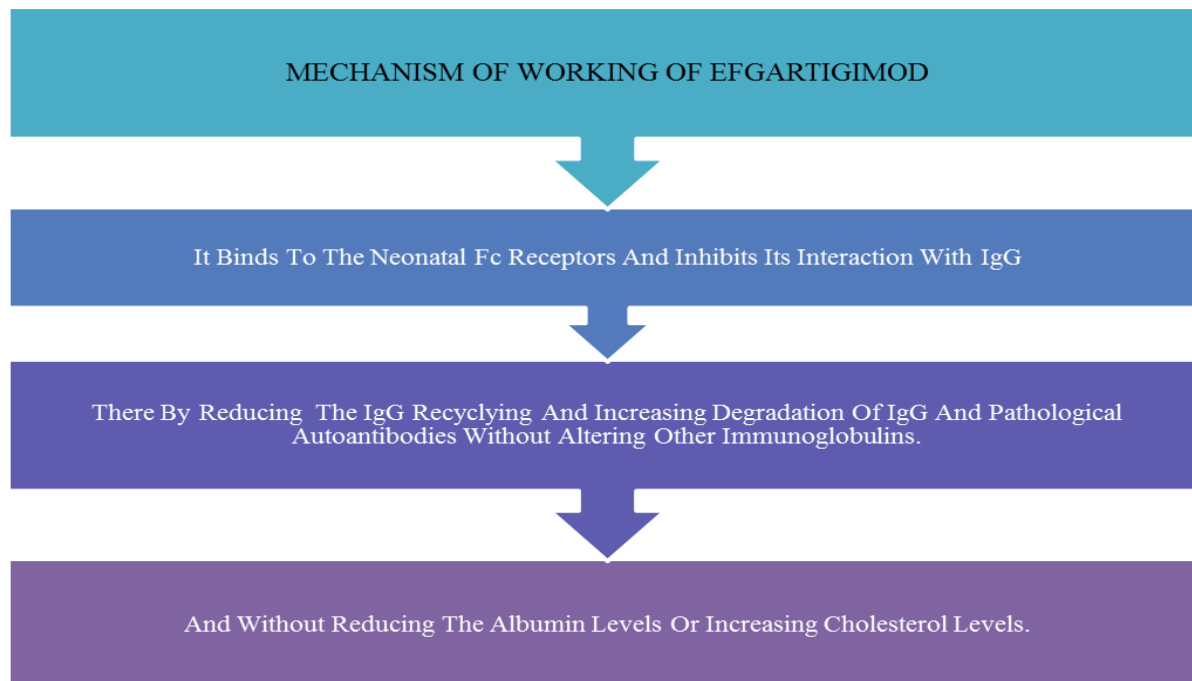 MECHANISM OF WORKING OF EFGARTIGIMOD
It Binds To The Neonatal Fc Receptors And Inhibits Its Interaction With IgG
There By Reducing The IgG Recyclying And Increasing Degradation Of IgG And Pathological
Autoantibodies Without Altering Other Immunoglobulins.
And Without Reducing The Albumin Levels Or Increasing Cholesterol Levels.